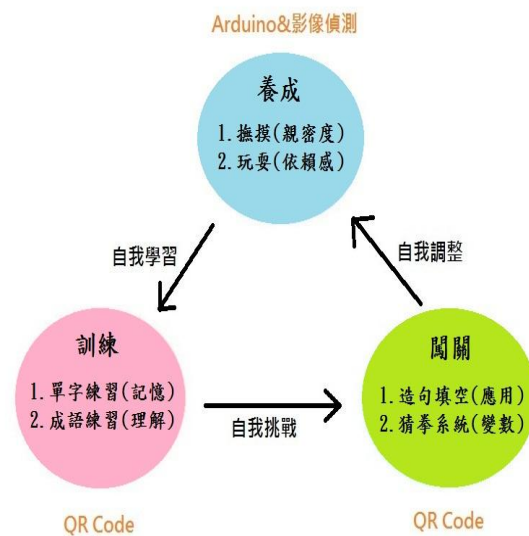 Arduino&影像偵測
養成
1.撫摸(親密度)
2.玩耍(依賴感)
自我學習
自我調整
訓練
1.單字練習(記憶)
2.成語練習(理解)
自我挑戰
闖關
1.造句填空(應用)
2.猜拳系統(變數)
QR Code
QR Code